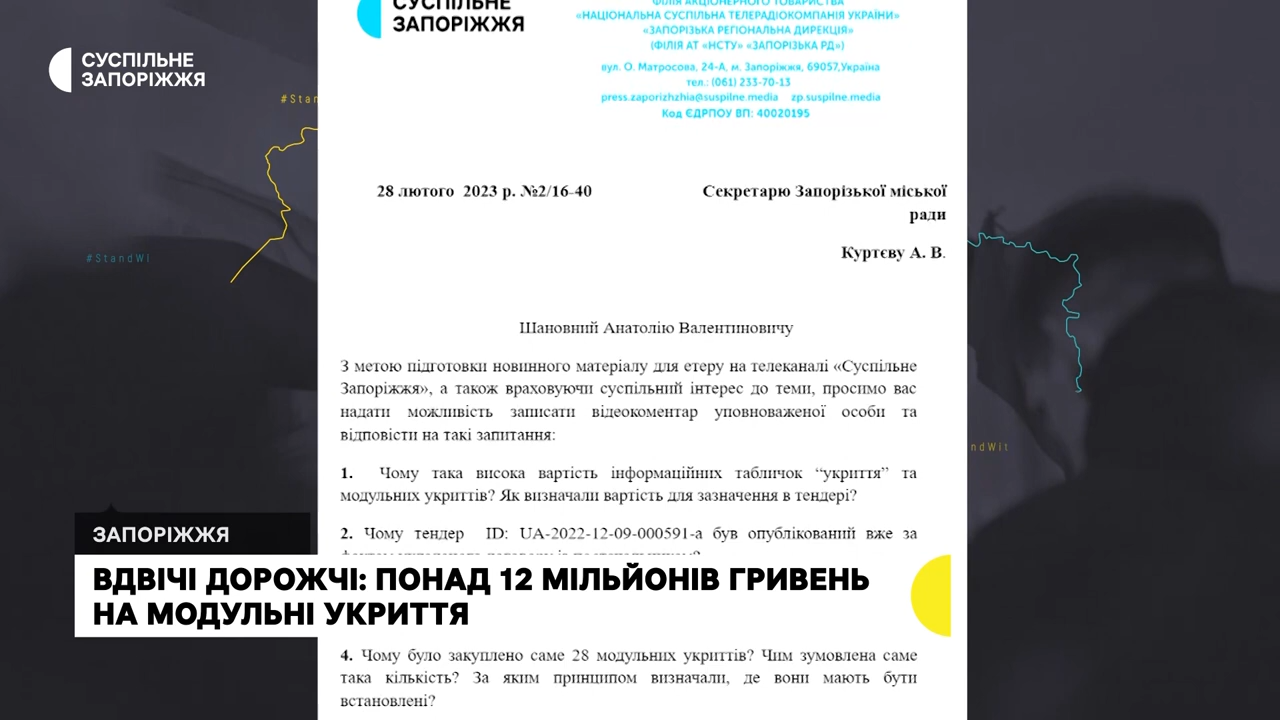 СУСПІЛЬНЕ
ЗАПОРІЖЖЯ
#Stan
#StandWI
ndWit
СУСПІЛЬНЕ
ЗАПОРІЖЖЯ
ФІЛІЯ АКЦІОНЕРНОГО ТОВАРИСТВА
«НАЦІОНАЛЬНА СУСПІЛЬНА ТЕЛЕРАДІОКОМПАНІЯ УКРАЇНИ»
«ЗАПОРІЗЬКА РЕГІОНАЛЬНА ДИРЕКЦІЯ»
(ФІЛІЯ АТ «НСТУ» «ЗАПОРІЗЬКА РД»)
вул. О. Матросова, 24-А, м. Запоріжжя, 69057,Україна
тел.: (061) 233-70-13
press.zaporizhzhia@suspilne.media zp.suspilne.media
Код ЄДРПОУ ВП: 40020195
28 лютого 2023 р. №2/16-40
Секретарю Запорізької міської
ради
Куртєву А. В.
Шановний Анатолію Валентиновичу
З метою підготовки новинного матеріалу для етеру на телеканалі «Суспільне
Запоріжжя», а також враховуючи суспільний інтерес до теми, просимо вас
надати можливість записати відеокоментар уповноваженої особи та
відповісти на такі запитання:
1. Чому така висока вартість інформаційних табличок “укриття” та
модульних укриттів? Як визначали вартість для зазначення в тендері?
2. Чому тендер ID: UA-2022-12-09-000591-а був опублікований вже за
ЗАПОРІЖЖЯ
ВДВІЧІ ДОРОЖЧІ: ПОНАД 12 МІЛЬЙОНІВ ГРИВЕНЬ
НА МОДУЛЬНІ УКРИТТЯ
4. Чому було закуплено саме 28 модульних укриттів? Чим зумовлена саме
така кількість? За яким принципом визначали, де вони мають бути
встановлені?